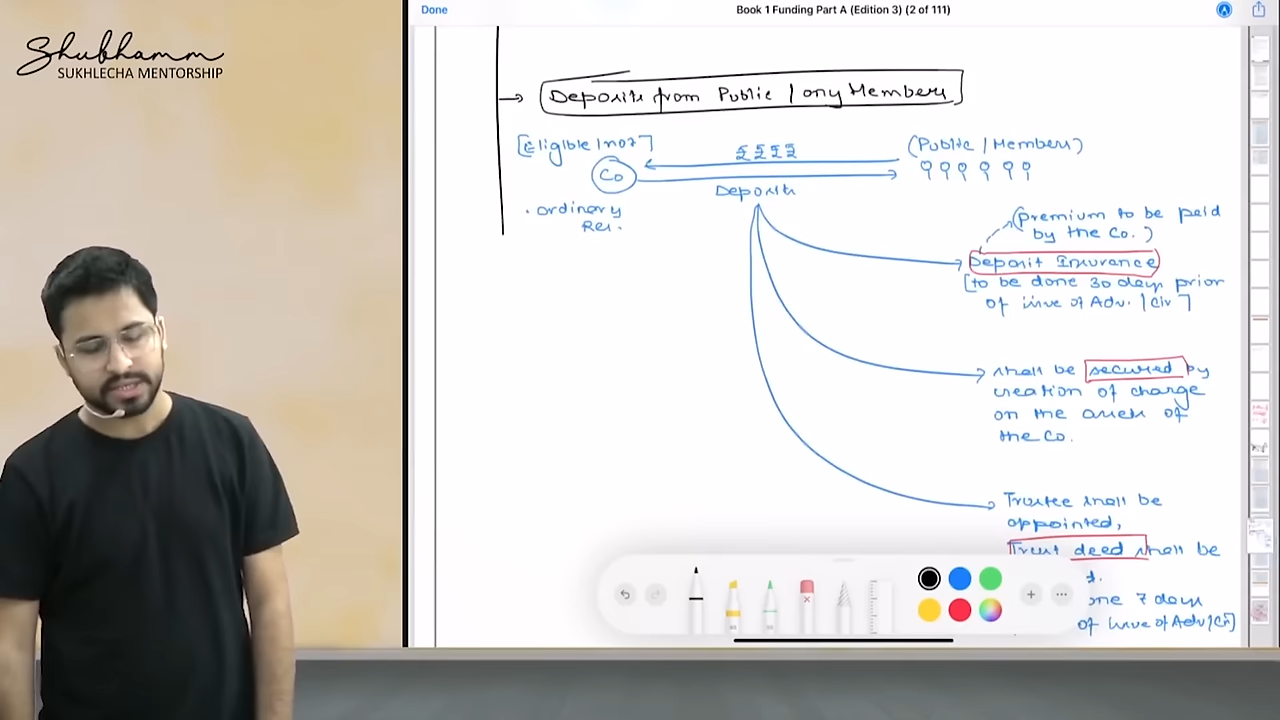 Shubhamm
SUKHLECHA MENTORSHIP
Done
Book 1 Funding Part A (Edition 3) (2 of 111)
Deposits from Public / only Members
[Eligible / not]
₹₹₹₹
(Public / Members)
Co
Deposits
. ordinary
Res.
(premium to be paid
by the Co.)
Deposit Insurance
[to be done 30 days prior
of issue of Adv. / Cir]
shall be secured by
creation of charge
on the assets of
the Co.
Trustee shall be
appointed,
Trust deed shall be
7 days
of issue of Adv/Cir]